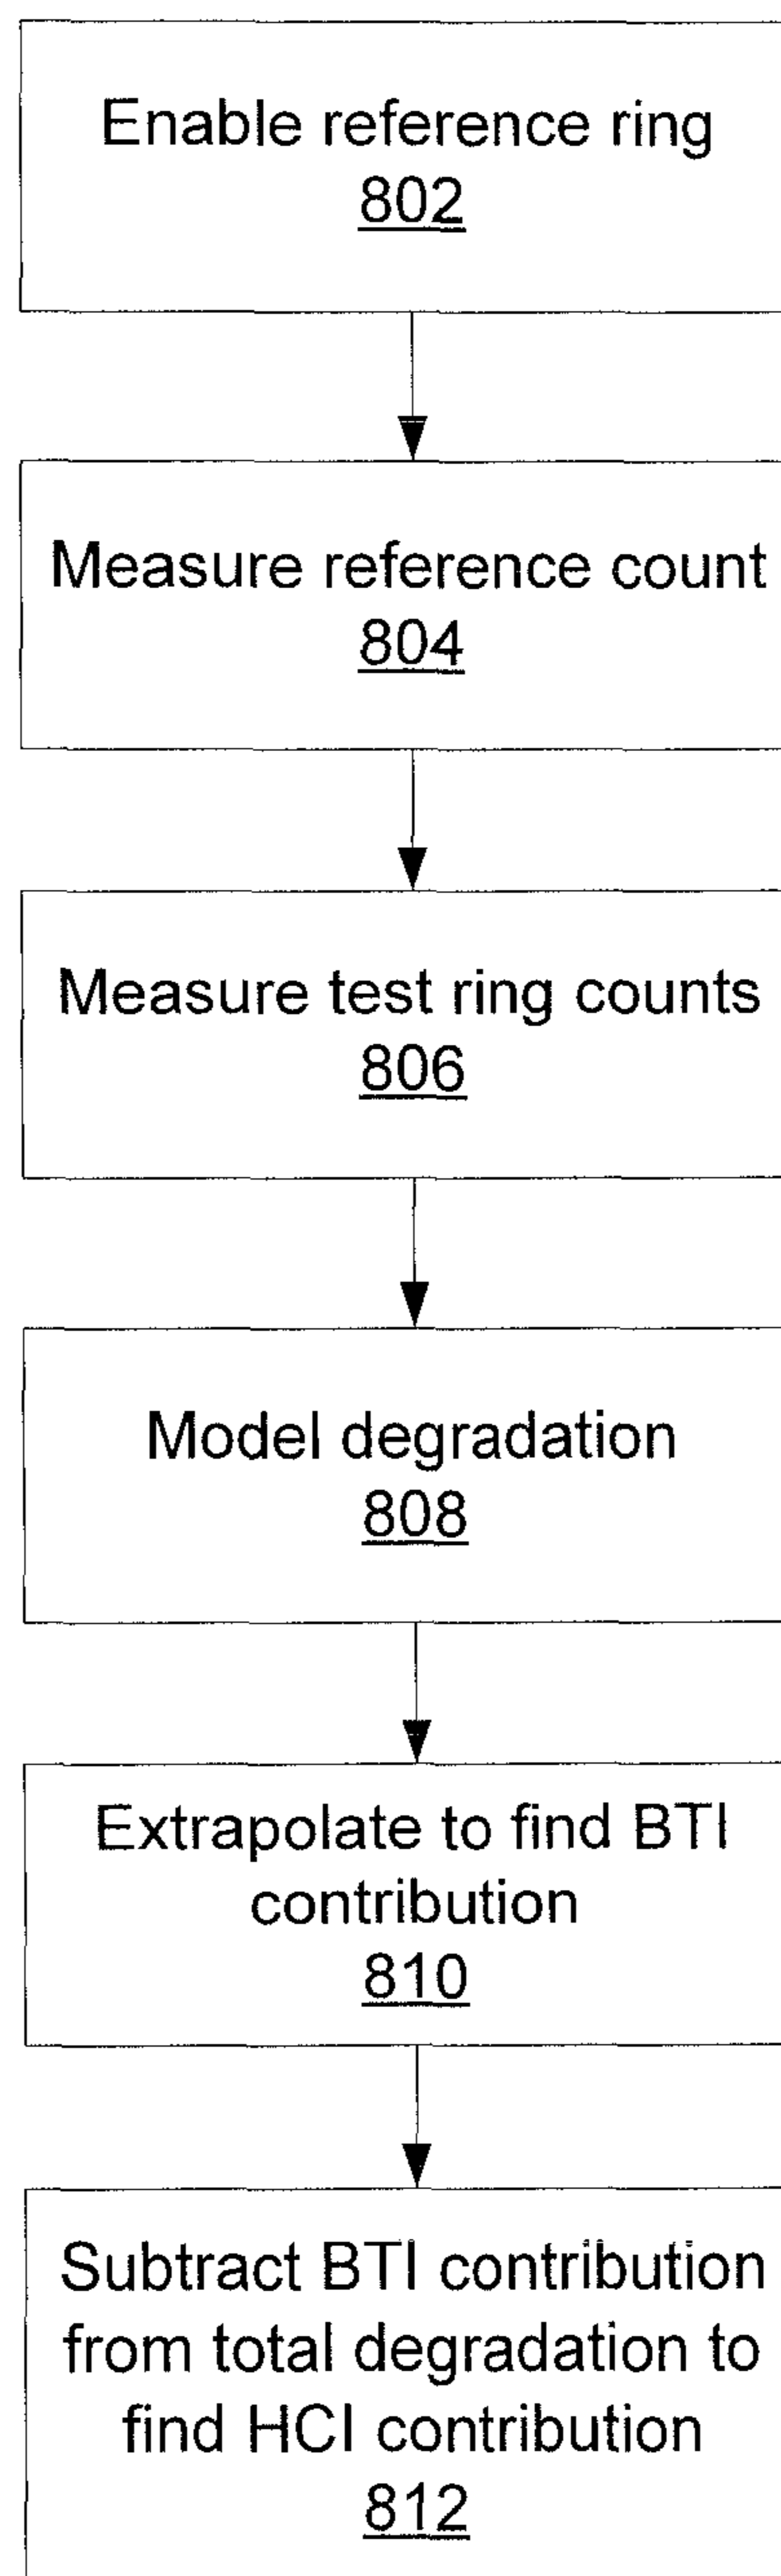 Enable reference ring
802
Measure reference count
804
Measure test ring counts
806
Model degradation
808
Extrapolate to find BTI
contribution
810
Subtract BTI contribution
from total degradation to
find HCI contribution
812